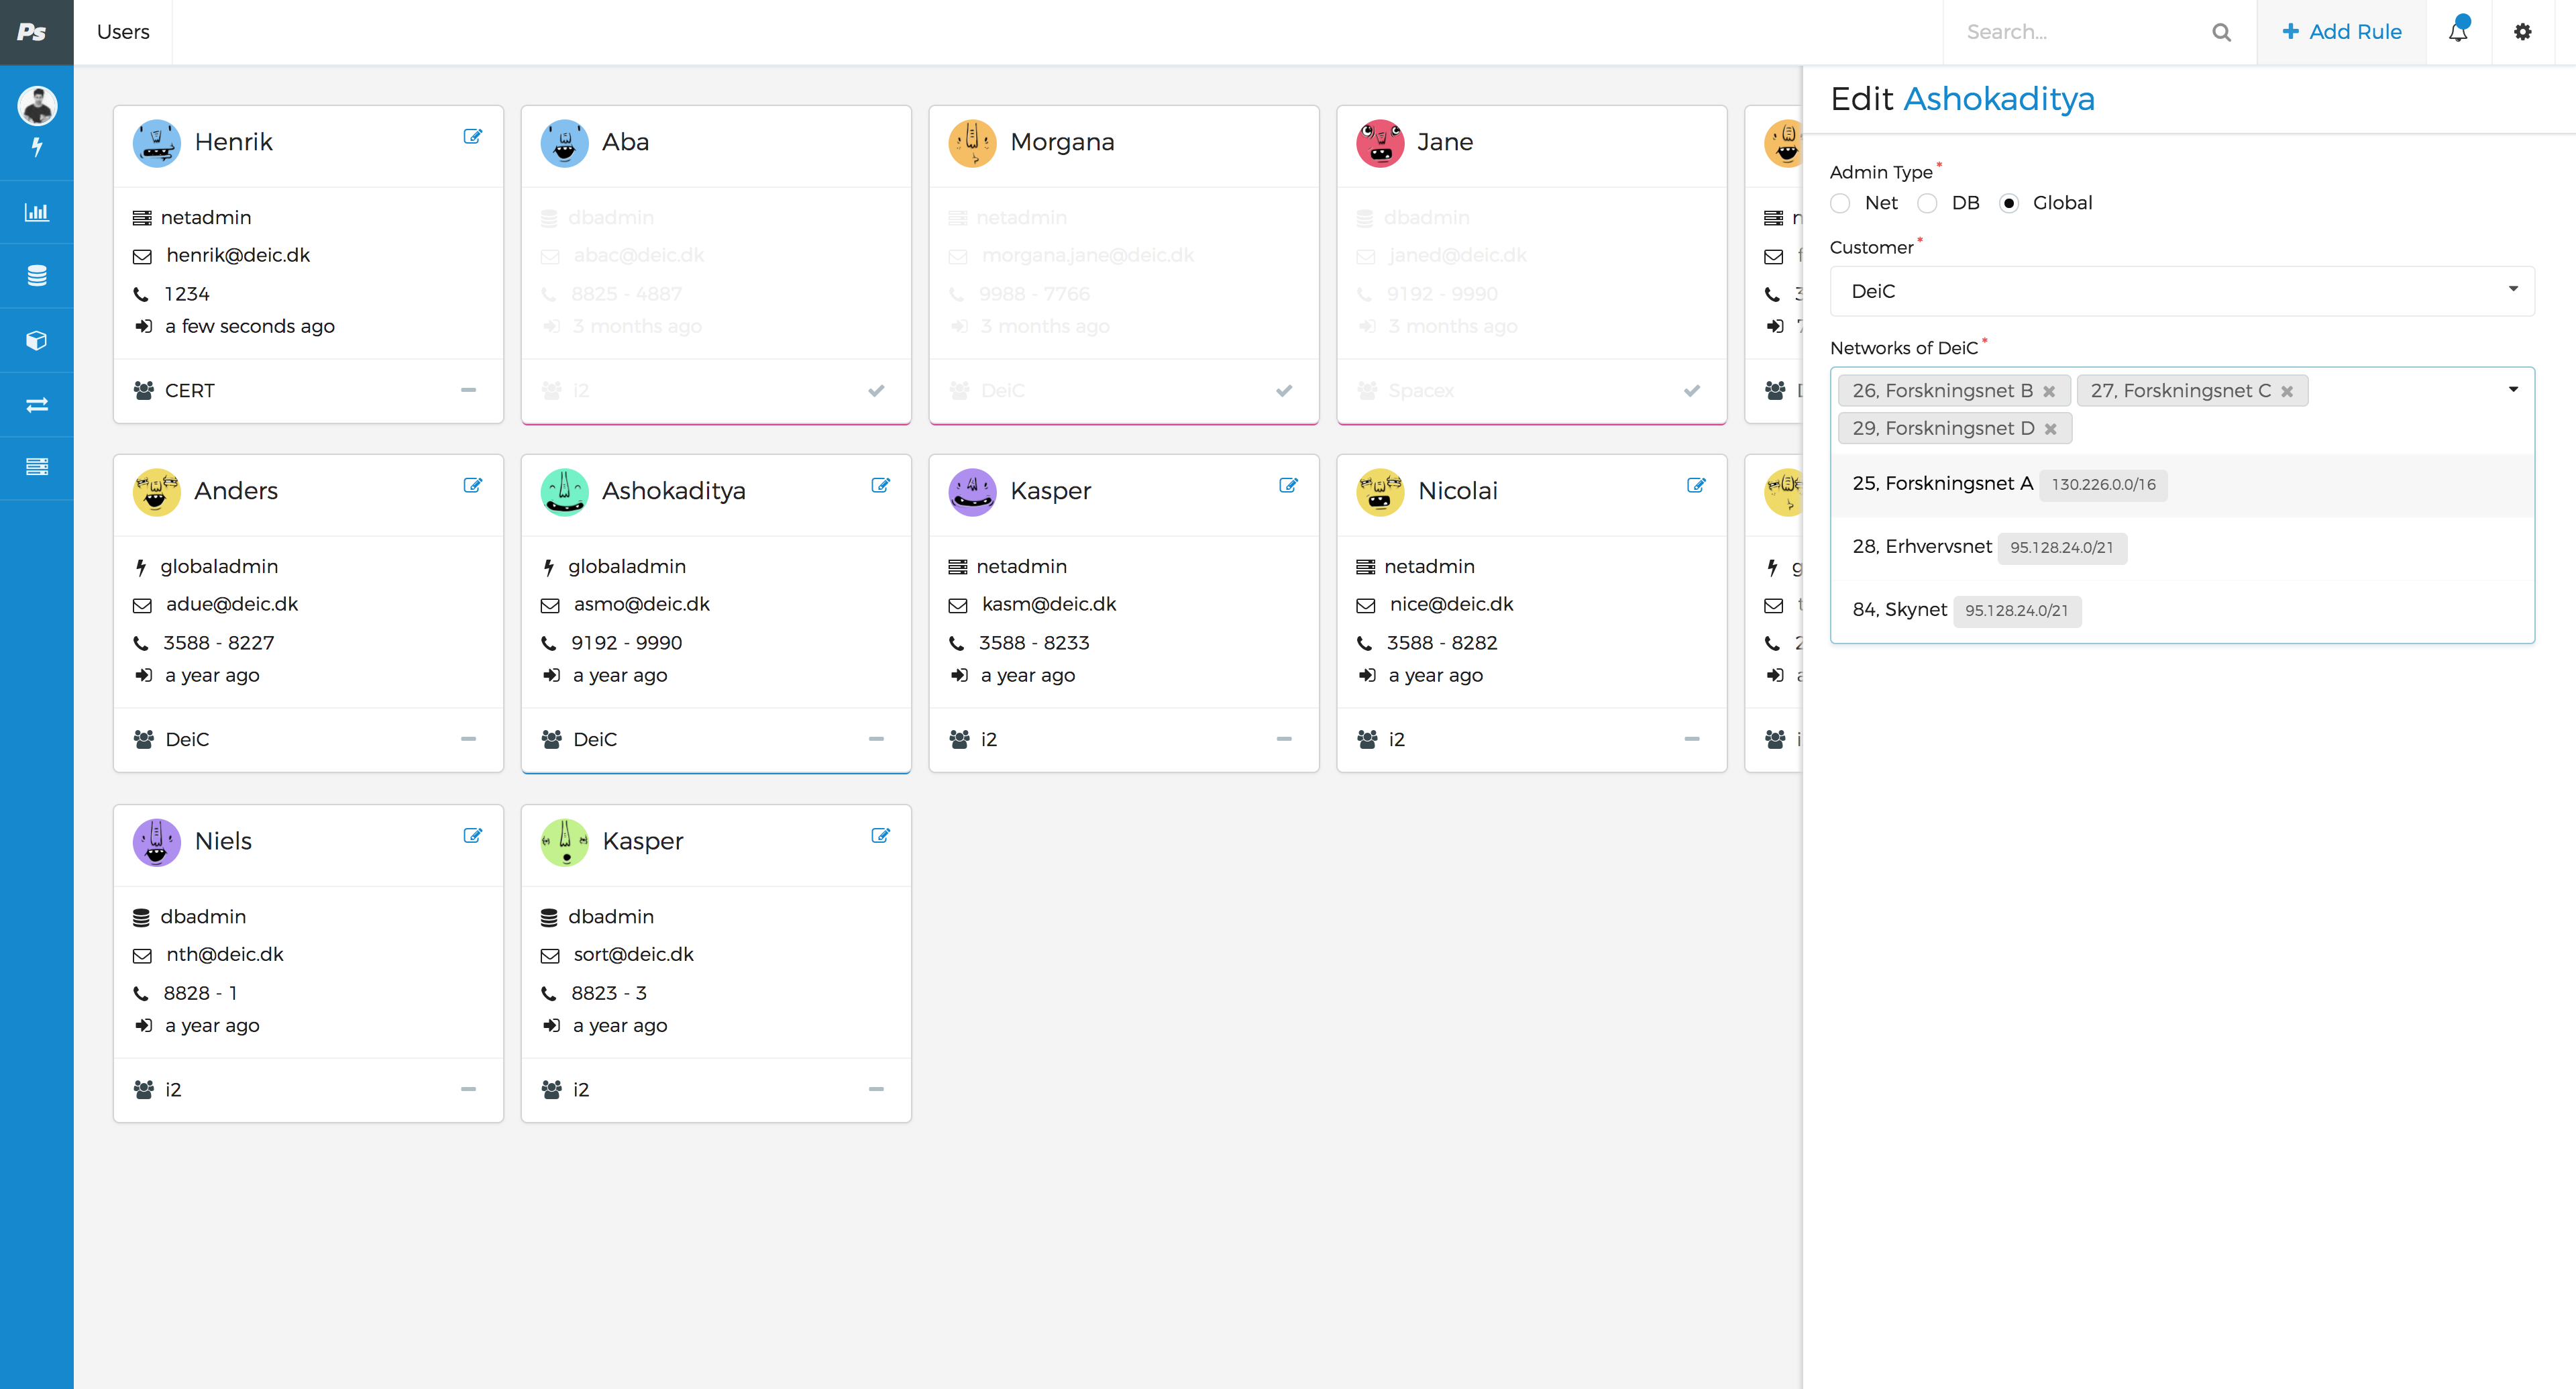 Ps
Users
Search...
Add Rule
Henrik
netadmin
henrik@deic.dk
1234
a few seconds ago
CERT
Aba
dbadmin
abac@deic.dk
8825 - 4887
3 months ago
i2
Morgana
netadmin
morgana.jane@deic.dk
9988 - 7766
3 months ago
DeiC
Jane
dbadmin
janed@deic.dk
9192 - 9990
3 months ago
Spacex
Anders
globaladmin
adue@deic.dk
3588 - 8227
a year ago
DeiC
Ashokaditya
globaladmin
asmo@deic.dk
9192 - 9990
a year ago
DeiC
Kasper
netadmin
kasm@deic.dk
3588 - 8233
a year ago
i2
Nicolai
netadmin
nice@deic.dk
3588 - 8282
a year ago
i2
Niels
dbadmin
nth@deic.dk
8828 - 1
a year ago
i2
Kasper
dbadmin
sort@deic.dk
8823 - 3
a year ago
i2
Edit Ashokaditya
Admin Type *
Net DB Global
Customer *
DeiC
Networks of DeiC *
26, Forskningsnet B 27, Forskningsnet C
29, Forskningsnet D
25, Forskningsnet A 130.226.0.0/16
28, Erhvervsnet 95.128.24.0/21
84, Skynet 95.128.24.0/21